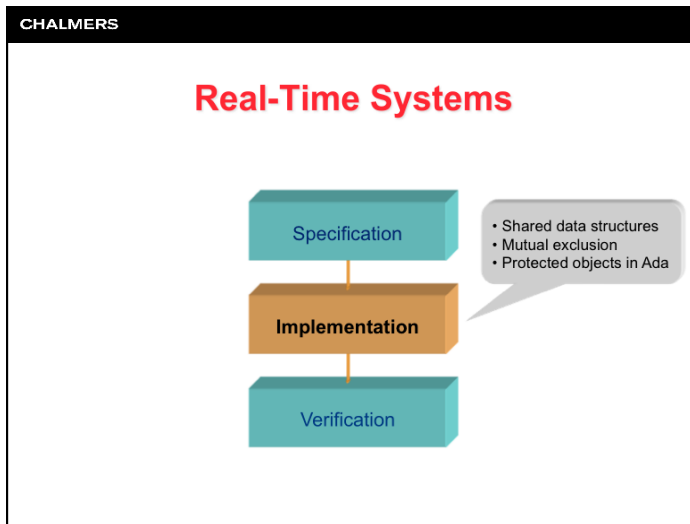 CHALMERS
Real-Time Systems
Specification
• Shared data structures
• Mutual exclusion
• Protected objects in Ada
Implementation
Verification